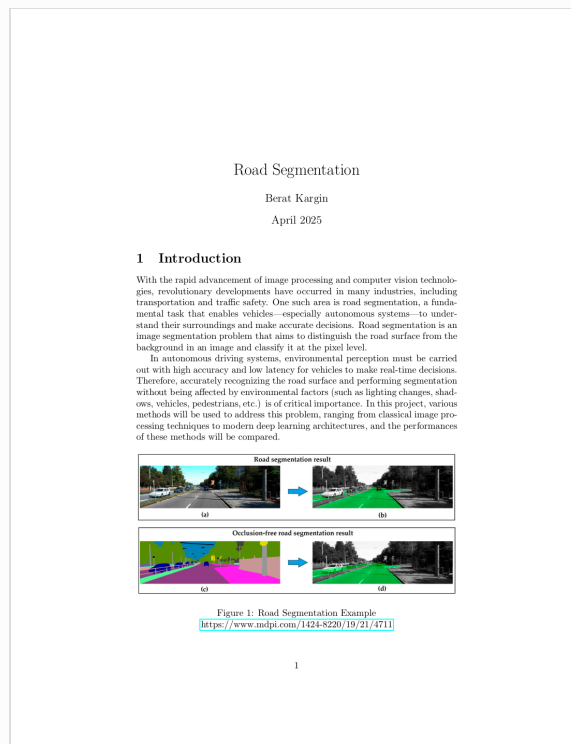 Road Segmentation
Berat Kargin
April 2025
1 Introduction
With the rapid advancement of image processing and computer vision technolo-
gies, revolutionary developments have occurred in many industries, including
transportation and traffic safety. One such area is road segmentation, a funda-
mental task that enables vehicles—especially autonomous systems—to under-
stand their surroundings and make accurate decisions. Road segmentation is an
image segmentation problem that aims to distinguish the road surface from the
background in an image and classify it at the pixel level.
In autonomous driving systems, environmental perception must be carried
out with high accuracy and low latency for vehicles to make real-time decisions.
Therefore, accurately recognizing the road surface and performing segmentation
without being affected by environmental factors (such as lighting changes, shad-
ows, vehicles, pedestrians, etc.) is of critical importance. In this project, various
methods will be used to address this problem, ranging from classical image pro-
cessing techniques to modern deep learning architectures, and the performances
of these methods will be compared.
Road segmentation result
(a) (b)
Occlusion-free road segmentation result
(c) (d)
Figure 1: Road Segmentation Example
https://www.mdpi.com/1424-8220/19/21/4711
1